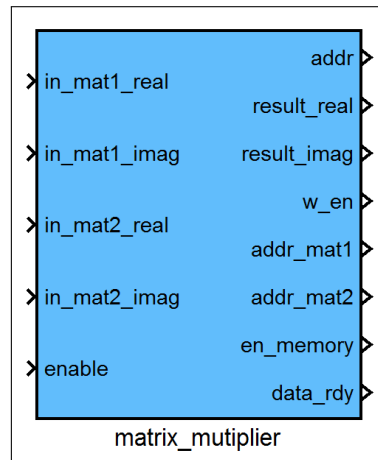 in_mat1_real
in_mat1_imag
in_mat2_real
in_mat2_imag
enable
addr
result_real
result_imag
w_en
addr_mat1
addr_mat2
en_memory
data_rdy
matrix_mutiplier